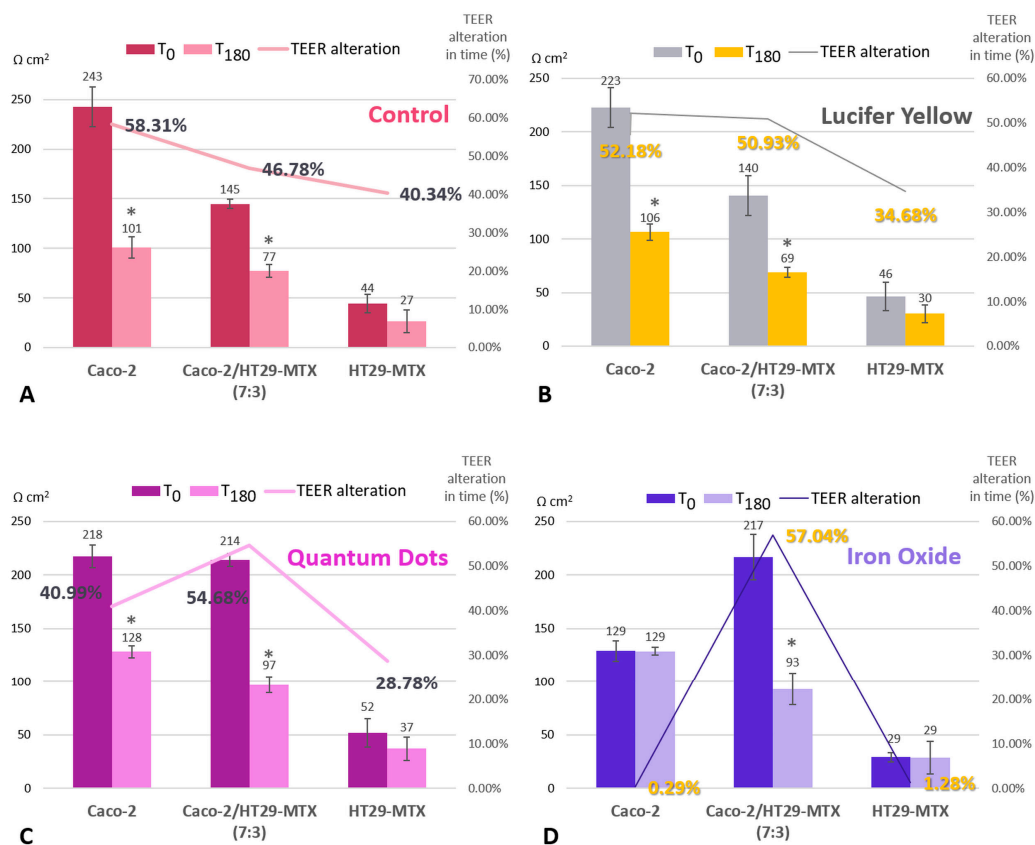 TEER
alteration
in time (%)
Ω cm²
T0 T180 TEER alteration
70.00%
60.00%
50.00%
40.00%
30.00%
20.00%
10.00%
0.00%
250
200
150
100
50
0
Control
243
58.31%
46.78%
40.34%
145
*
101
*
77
44
27
Caco-2
Caco-2/HT29-MTX
(7:3)
HT29-MTX
A
TEER
alteration
in time (%)
Ω cm²
T0 T180 TEER alteration
60.00%
50.00%
40.00%
30.00%
20.00%
10.00%
0.00%
250
200
150
100
50
0
Lucifer Yellow
223
52.18%
50.93%
34.68%
140
*
106
*
69
46
30
Caco-2
Caco-2/HT29-MTX
(7:3)
HT29-MTX
B
TEER
alteration
in time (%)
Ω cm²
T0 T180 TEER alteration
60.00%
50.00%
40.00%
30.00%
20.00%
10.00%
0.00%
250
200
150
100
50
0
Quantum Dots
218
214
40.99%
54.68%
28.78%
*
128
*
97
52
37
Caco-2
Caco-2/HT29-MTX
(7:3)
HT29-MTX
C
TEER
alteration
in time (%)
Ω cm²
T0 T180 TEER alteration
60.00%
50.00%
40.00%
30.00%
20.00%
10.00%
0.00%
250
200
150
100
50
0
Iron Oxide
217
57.04%
129
129
*
93
29
29
0.29%
1.28%
Caco-2
Caco-2/HT29-MTX
(7:3)
HT29-MTX
D